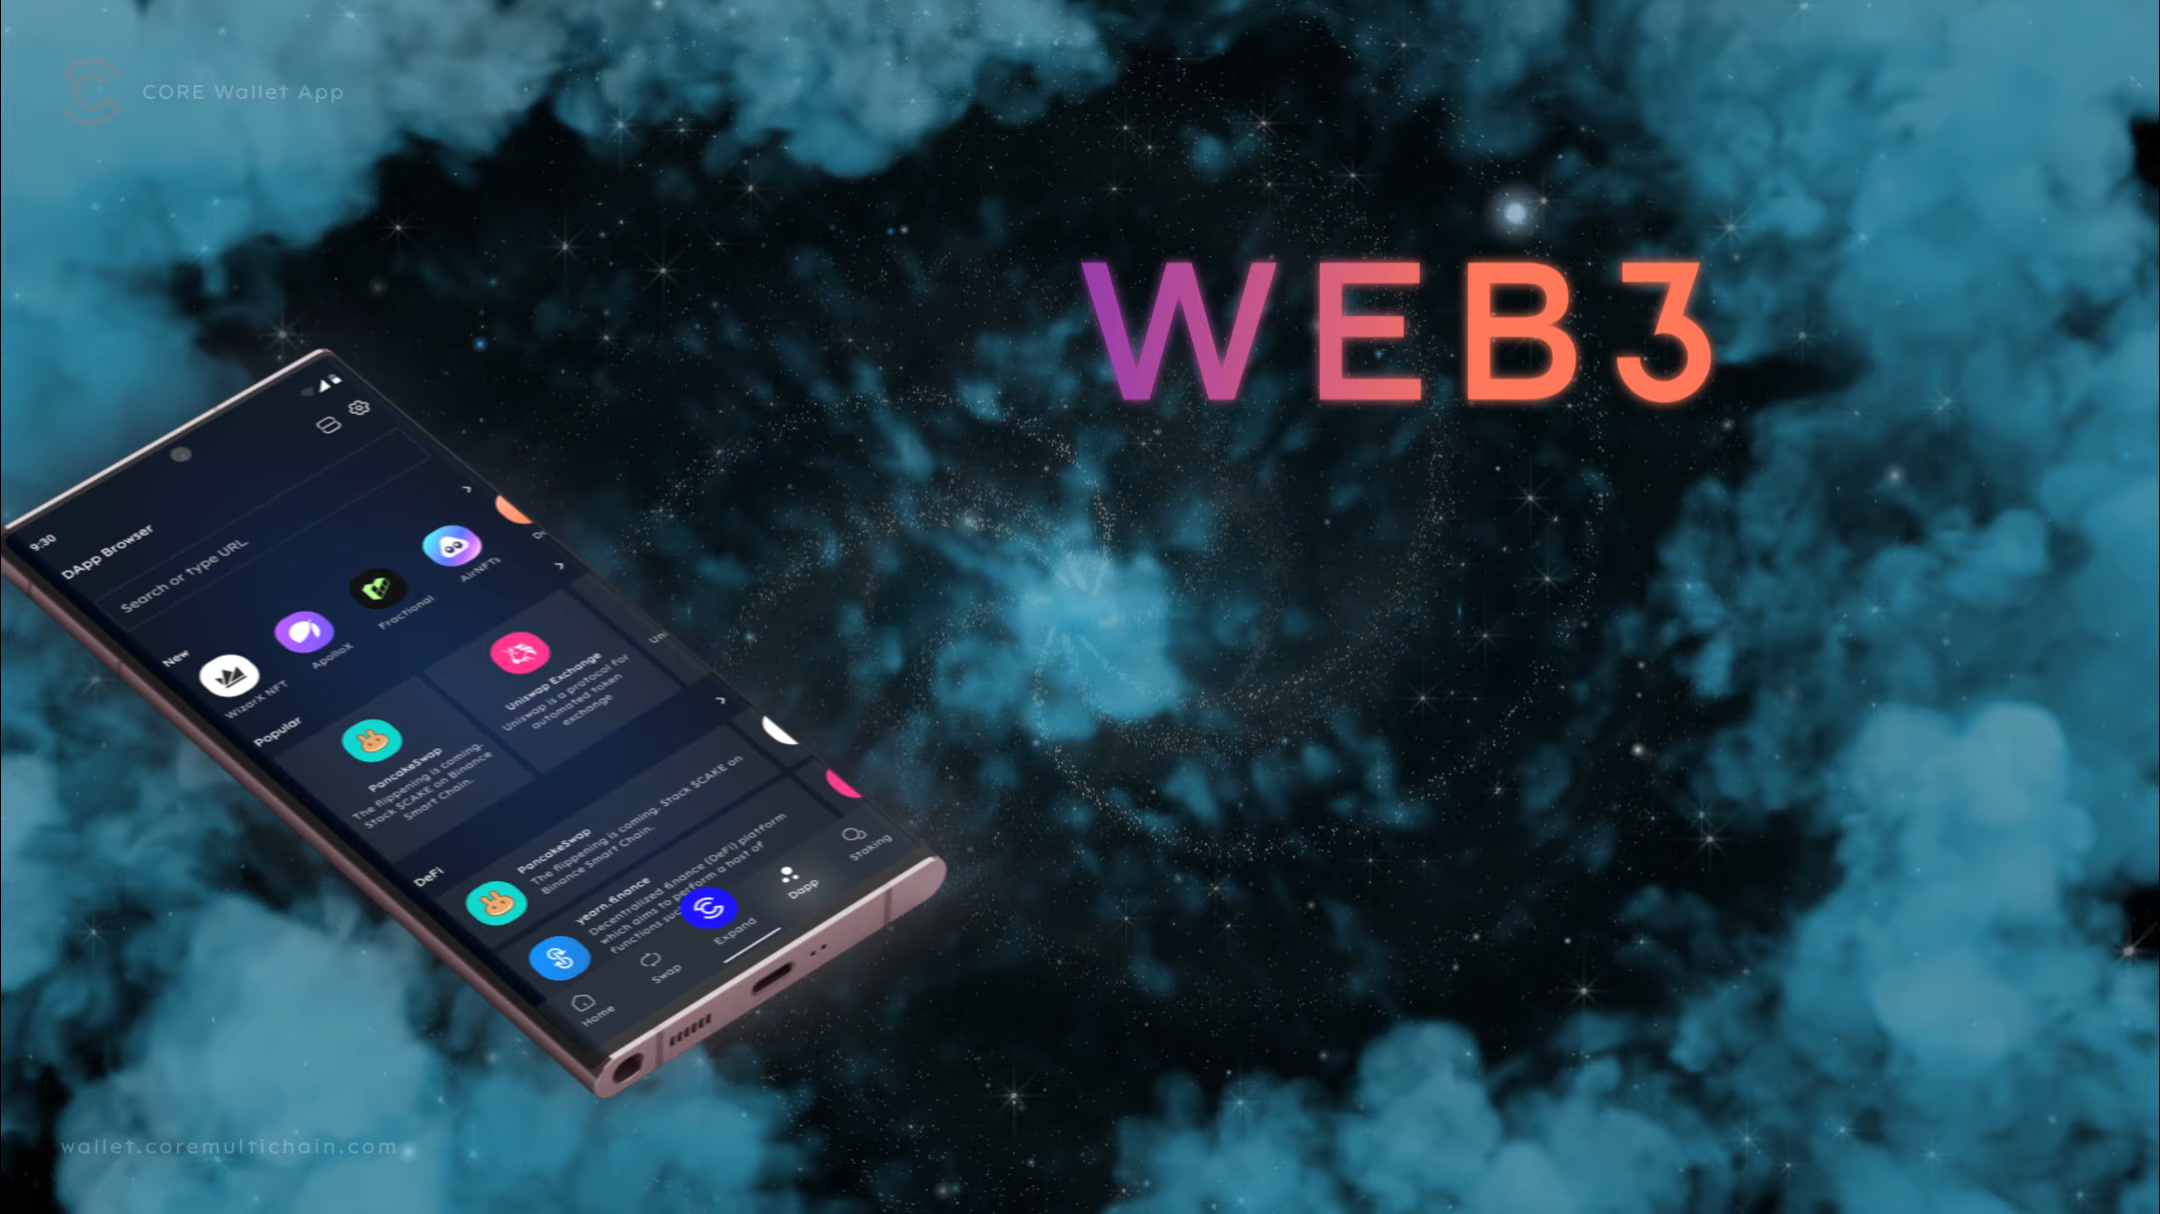 CORE Wallet App
WEB3
9:30
DApp Browser
Search or type URL
New
WizarX NFT
ApolloX
Fractional
AirNFTs
Popular
PancakeSwap
The flippening is coming.
Stack $CAKE on Binance
Smart Chain.
Uniswap Exchange
Uniswap is a protocol for
automated token
exchange
Uni
DeFi
PancakeSwap
The flippening is coming. Stack $CAKE on
Binance Smart Chain.
yearn.finance
Decentralized finance (DeFi) platform
which aims to perform a host of
functions suc
Home
Swap
Expand
Dapp
Staking
wallet.coremultichain.com